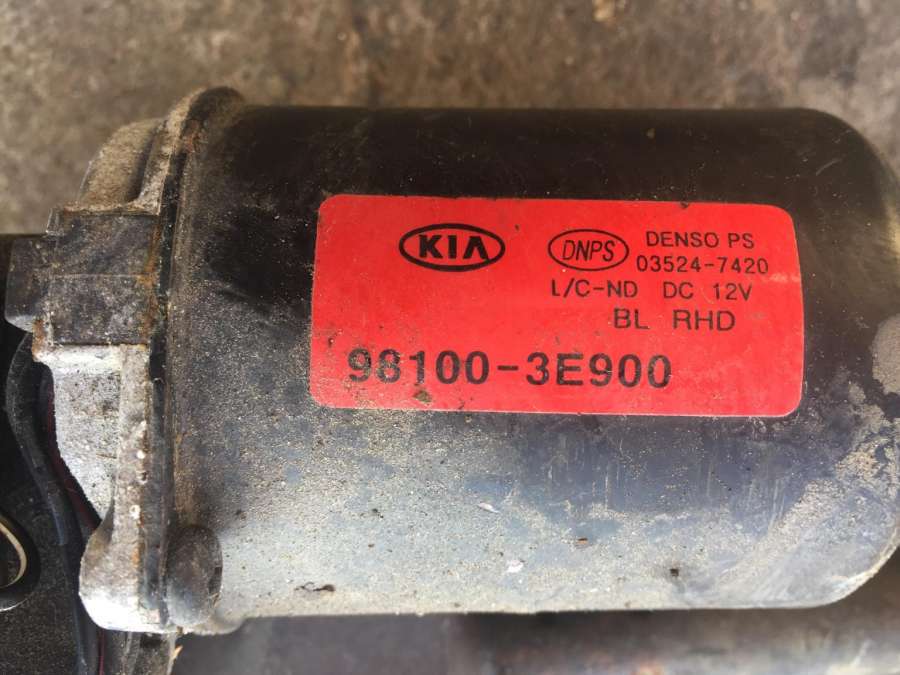 KIA
DNPS
DENSO PS
03524-7420
L/C-ND DC 12V
BL RHD
98100-3E900